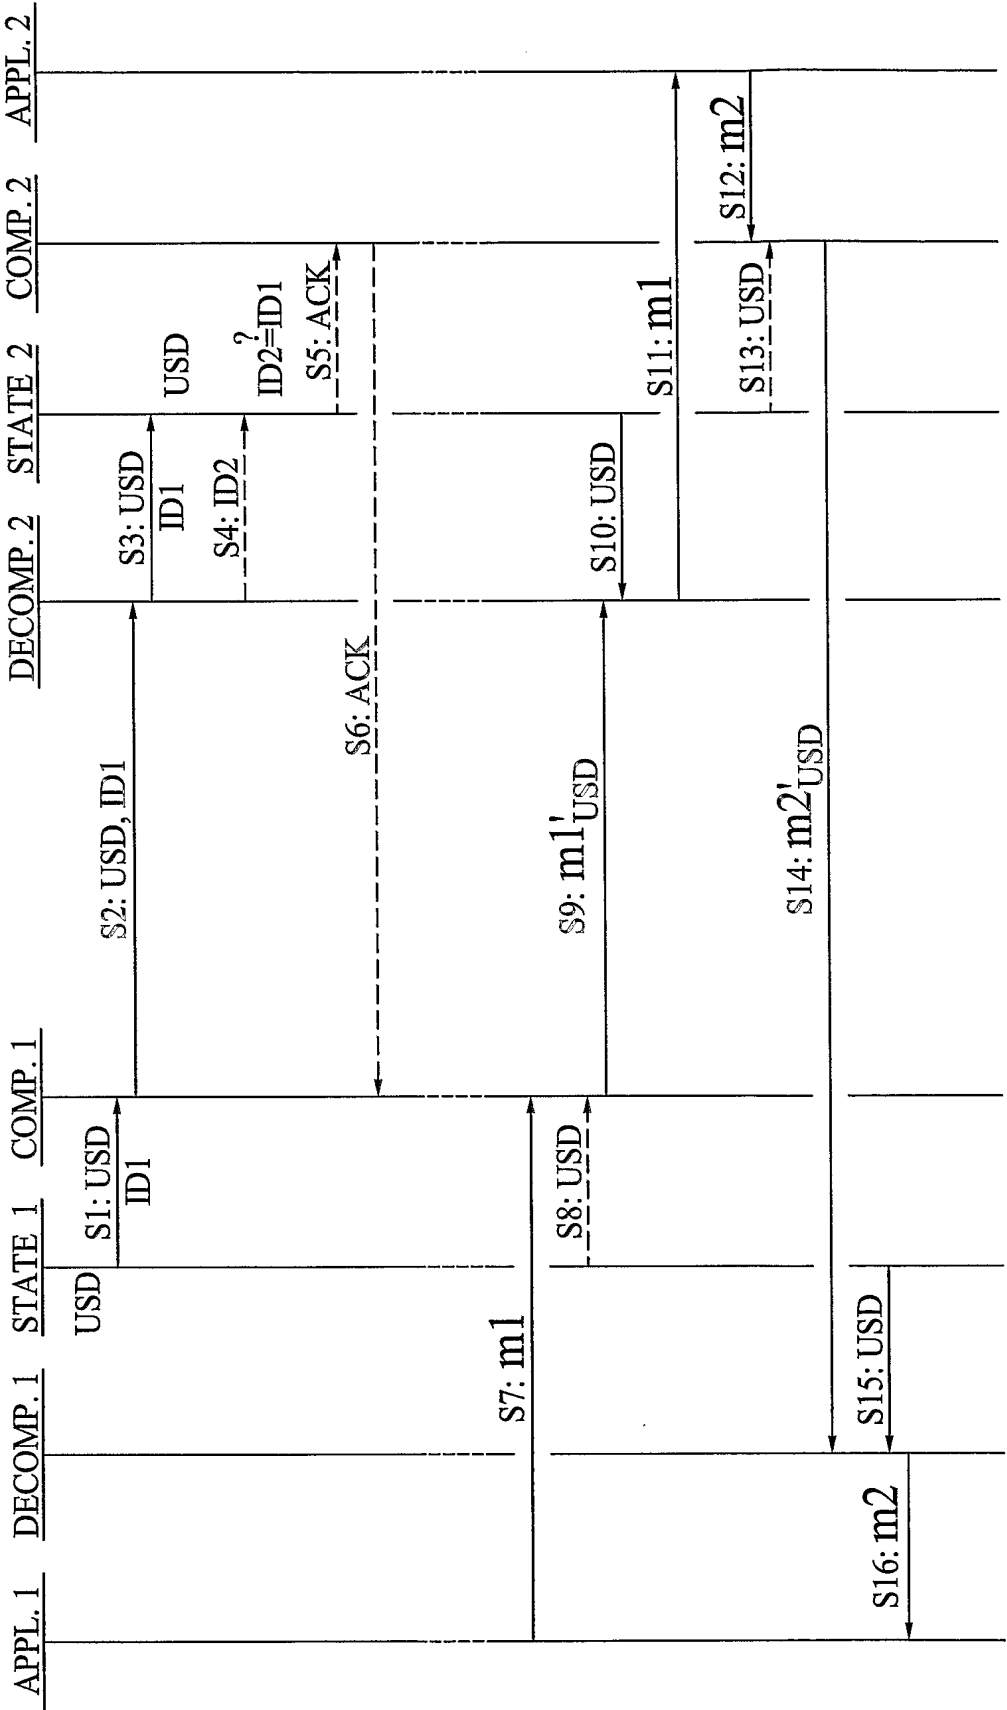 APPL. 1
DECOMP. 1
STATE 1
COMP. 1
DECOMP. 2
STATE 2
COMP. 2
APPL. 2
USD
S1: USD
ID1
S2: USD, ID1
S3: USD
ID1
USD
S4: ID2
?
ID2=ID1
S5: ACK
S6: ACK
S7: m1
S8: USD
S9: m1'USD
S10: USD
S11: m1
S12: m2
S13: USD
S14: m2'USD
S15: USD
S16: m2